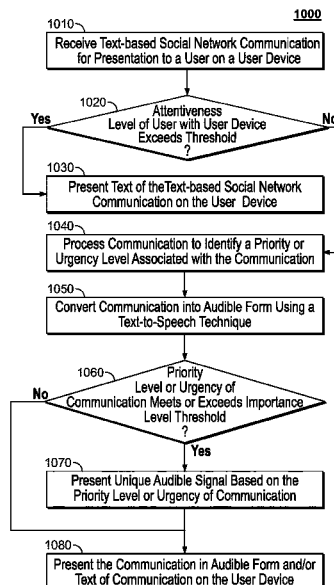 1000
1010
Receive Text-based Social Network Communication
for Presentation to a User on a User Device
1020
Attentiveness
Level of User with User Device
Exceeds Threshold
?
Yes
No
1030
Present Text of theText-based Social Network
Communication on the User Device
1040
Process Communication to Identify a Priority or
Urgency Level Associated with the Communication
1050
Convert Communication into Audible Form Using a
Text-to-Speech Technique
1060
Priority
Level or Urgency of
Communication Meets or Exceeds Importance
Level Threshold
?
No
Yes
1070
Present Unique Audible Signal Based on the
Priority Level or Urgency of Communication
1080
Present the Communication in Audible Form and/or
Text of Communication on the User Device